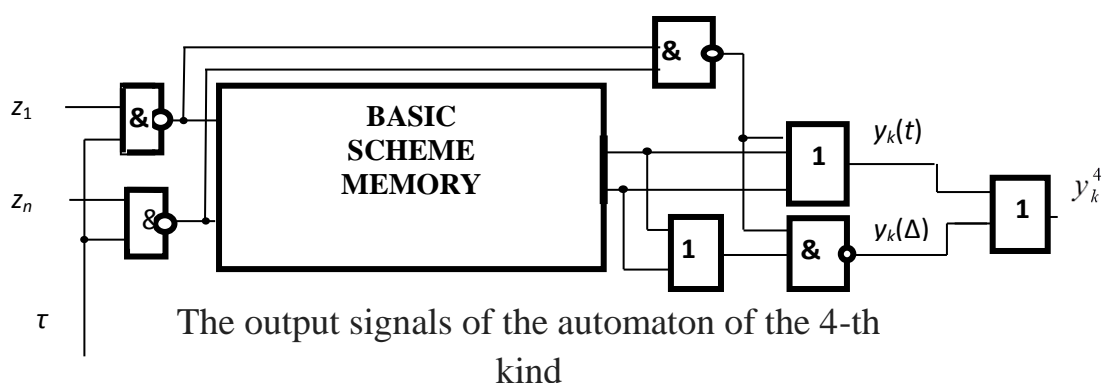 &
z₁
&
BASIC
SCHEME
MEMORY
1
yₖ(t)
zₙ
&
1
yₖ⁴
1
&
yₖ(Δ)
τ
The output signals of the automaton of the 4-th
kind